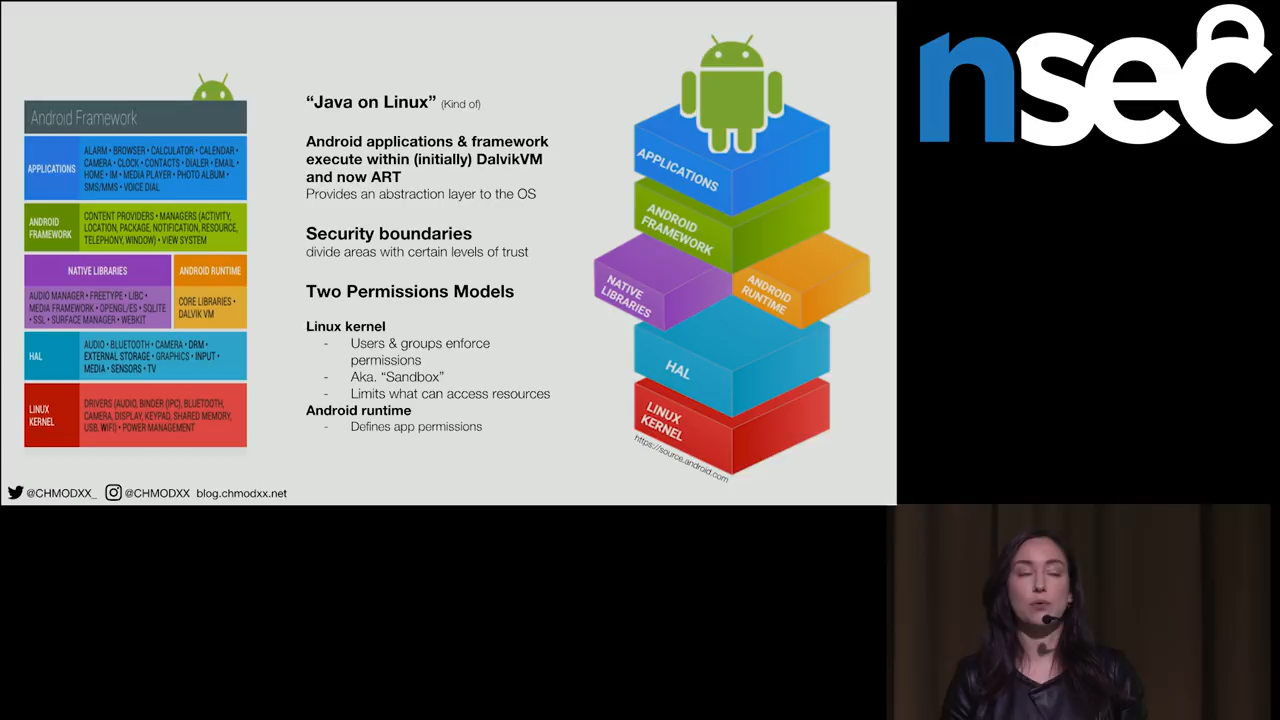 nsec
Android Framework
APPLICATIONS
ALARM • BROWSER • CALCULATOR • CALENDAR •
CAMERA • CLOCK • CONTACTS • DIALER • EMAIL •
HOME • IM • MEDIA PLAYER • PHOTO ALBUM •
SMS/MMS • VOICE DIAL
ANDROID
FRAMEWORK
CONTENT PROVIDERS • MANAGERS (ACTIVITY,
LOCATION, PACKAGE, NOTIFICATION, RESOURCE,
TELEPHONY, WINDOW) • VIEW SYSTEM
NATIVE LIBRARIES
AUDIO MANAGER • FREETYPE • LIBC •
MEDIA FRAMEWORK • OPENGL/ES • SQLITE
• SSL • SURFACE MANAGER • WEBKIT
ANDROID RUNTIME
CORE LIBRARIES •
DALVIK VM
HAL
AUDIO • BLUETOOTH • CAMERA • DRM •
EXTERNAL STORAGE • GRAPHICS • INPUT •
MEDIA • SENSORS • TV
LINUX
KERNEL
DRIVERS (AUDIO, BINDER (IPC), BLUETOOTH,
CAMERA, DISPLAY, KEYPAD, SHARED MEMORY,
USB, WIFI) • POWER MANAGEMENT
“Java on Linux” (Kind of)
Android applications & framework
execute within (initially) DalvikVM
and now ART
Provides an abstraction layer to the OS
Security boundaries
divide areas with certain levels of trust
Two Permissions Models
Linux kernel
- Users & groups enforce
permissions
- Aka. “Sandbox”
- Limits what can access resources
Android runtime
- Defines app permissions
APPLICATIONS
ANDROID
FRAMEWORK
NATIVE
LIBRARIES
ANDROID
RUNTIME
HAL
LINUX
KERNEL
https://source.android.com
@CHMODXX_ @CHMODXX blog.chmodxx.net